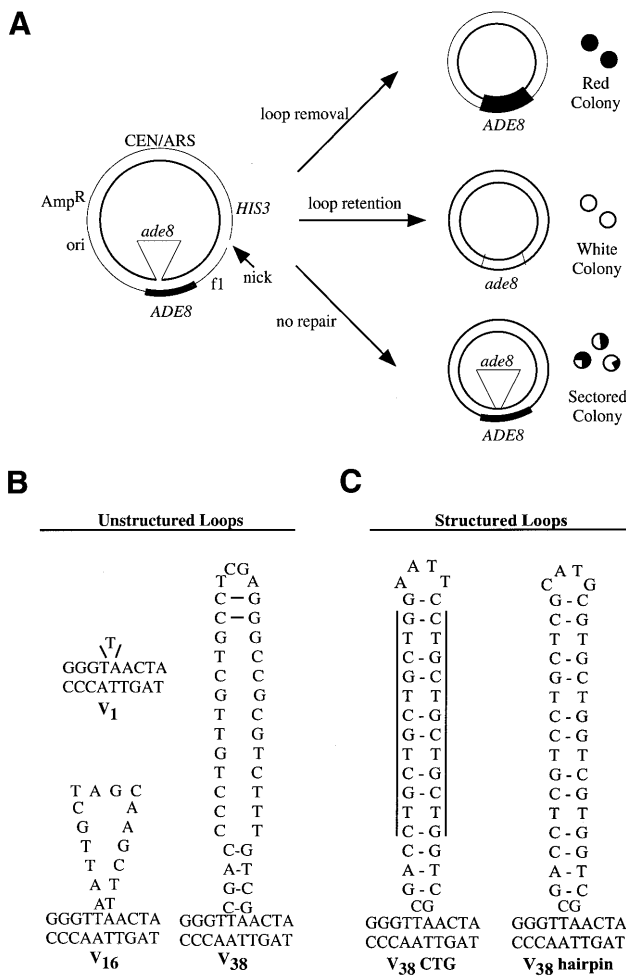 A
CEN/ARS
AmpR
ori
HIS3
ade8
nick
f1
ADE8
loop removal
loop retention
no repair
ADE8
Red
Colony
ade8
White
Colony
ade8
ADE8
Sectored
Colony
B
Unstructured Loops
T
GGGTAACTA
CCCATTGAT
V1
T A G C
C A
G A
T G
T C
A T
AT
GGGTTAACTA
CCCAATTGAT
V16
CG
T A
C – G
C – G
G G
T C
C C
G G
T C
T G
G T
T C
C T
C T
C T
C-G
A T
G C
C-G
GGGTTAACTA
CCCAATTGAT
V38
C
Structured Loops
A T
A T
G - C
G - C
T T
C - G
G - C
T T
C - G
G - C
T T
C - G
G - C
T T
C - G
C - G
A - T
G - C
CG
GGGTTAACTA
CCCAATTGAT
V38 CTG
A T
C G
G - C
CG
GGGTTAACTA
CCCAATTGAT
V38 hairpin